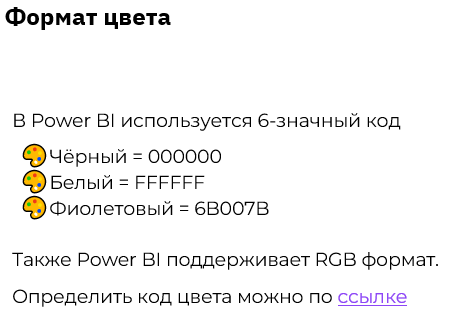 Формат цвета
В Power BI используется 6-значный код
Чёрный = 000000
Белый = FFFFFF
Фиолетовый = 6B007B
Также Power BI поддерживает RGB формат.
Определить код цвета можно по ссылке